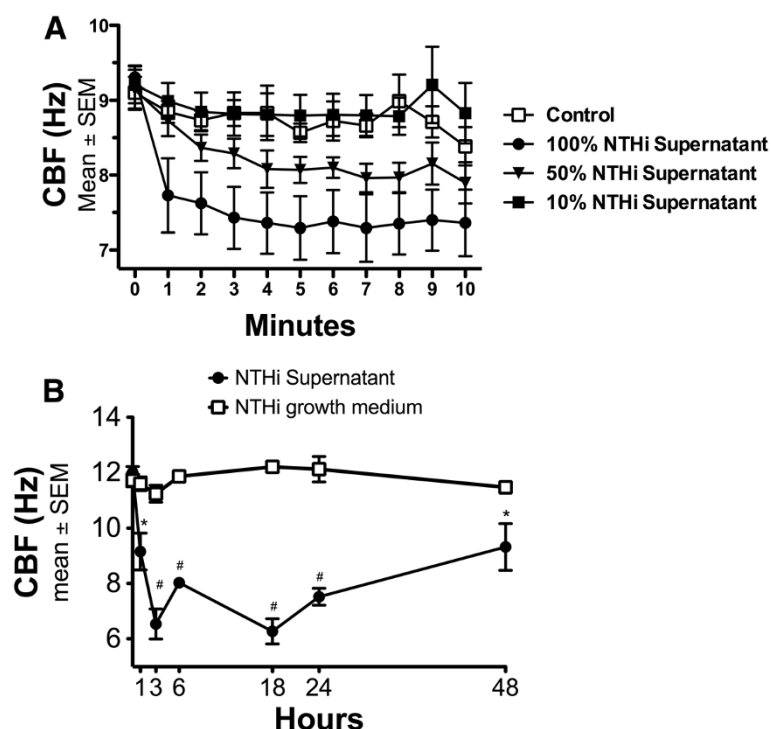 A
10
9
8
7
CBF (Hz)
Mean ± SEM
0 1 2 3 4 5 6 7 8 9 10
Minutes
Control
100% NTHi Supernatant
50% NTHi Supernatant
10% NTHi Supernatant
B
NTHi Supernatant
NTHi growth medium
14
12
10
8
6
CBF (Hz)
mean ± SEM
* # # # # *
1 3 6 18 24 48
Hours